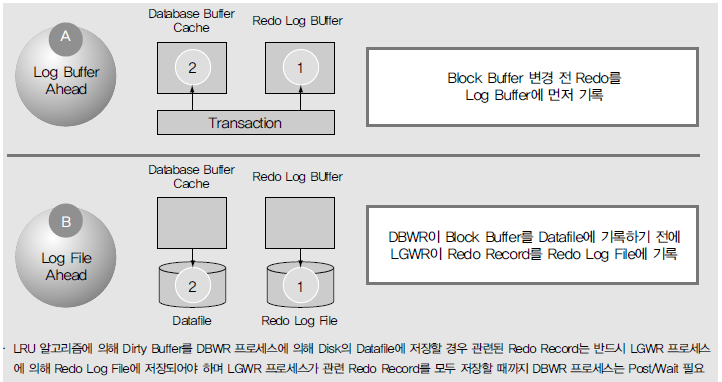 A
Log Buffer
Ahead
Database Buffer
Cache
Redo Log BUffer
2
1
Transaction
Block Buffer 변경 전 Redo를
Log Buffer에 먼저 기록
B
Log File
Ahead
Database Buffer
Cache
Redo Log BUffer
2
1
Datafile
Redo Log File
DBWR이 Block Buffer를 Datafile에 기록하기 전에
LGWR이 Redo Record를 Redo Log File에 기록
· LRU 알고리즘에 의해 Dirty Buffer를 DBWR 프로세스에 의해 Disk의 Datafile에 저장할 경우 관련된 Redo Record는 반드시 LGWR 프로세스
에 의해 Redo Log File에 저장되어야 하며 LGWR 프로세스가 관련 Redo Record를 모두 저장할 때까지 DBWR 프로세스는 Post/Wait 필요